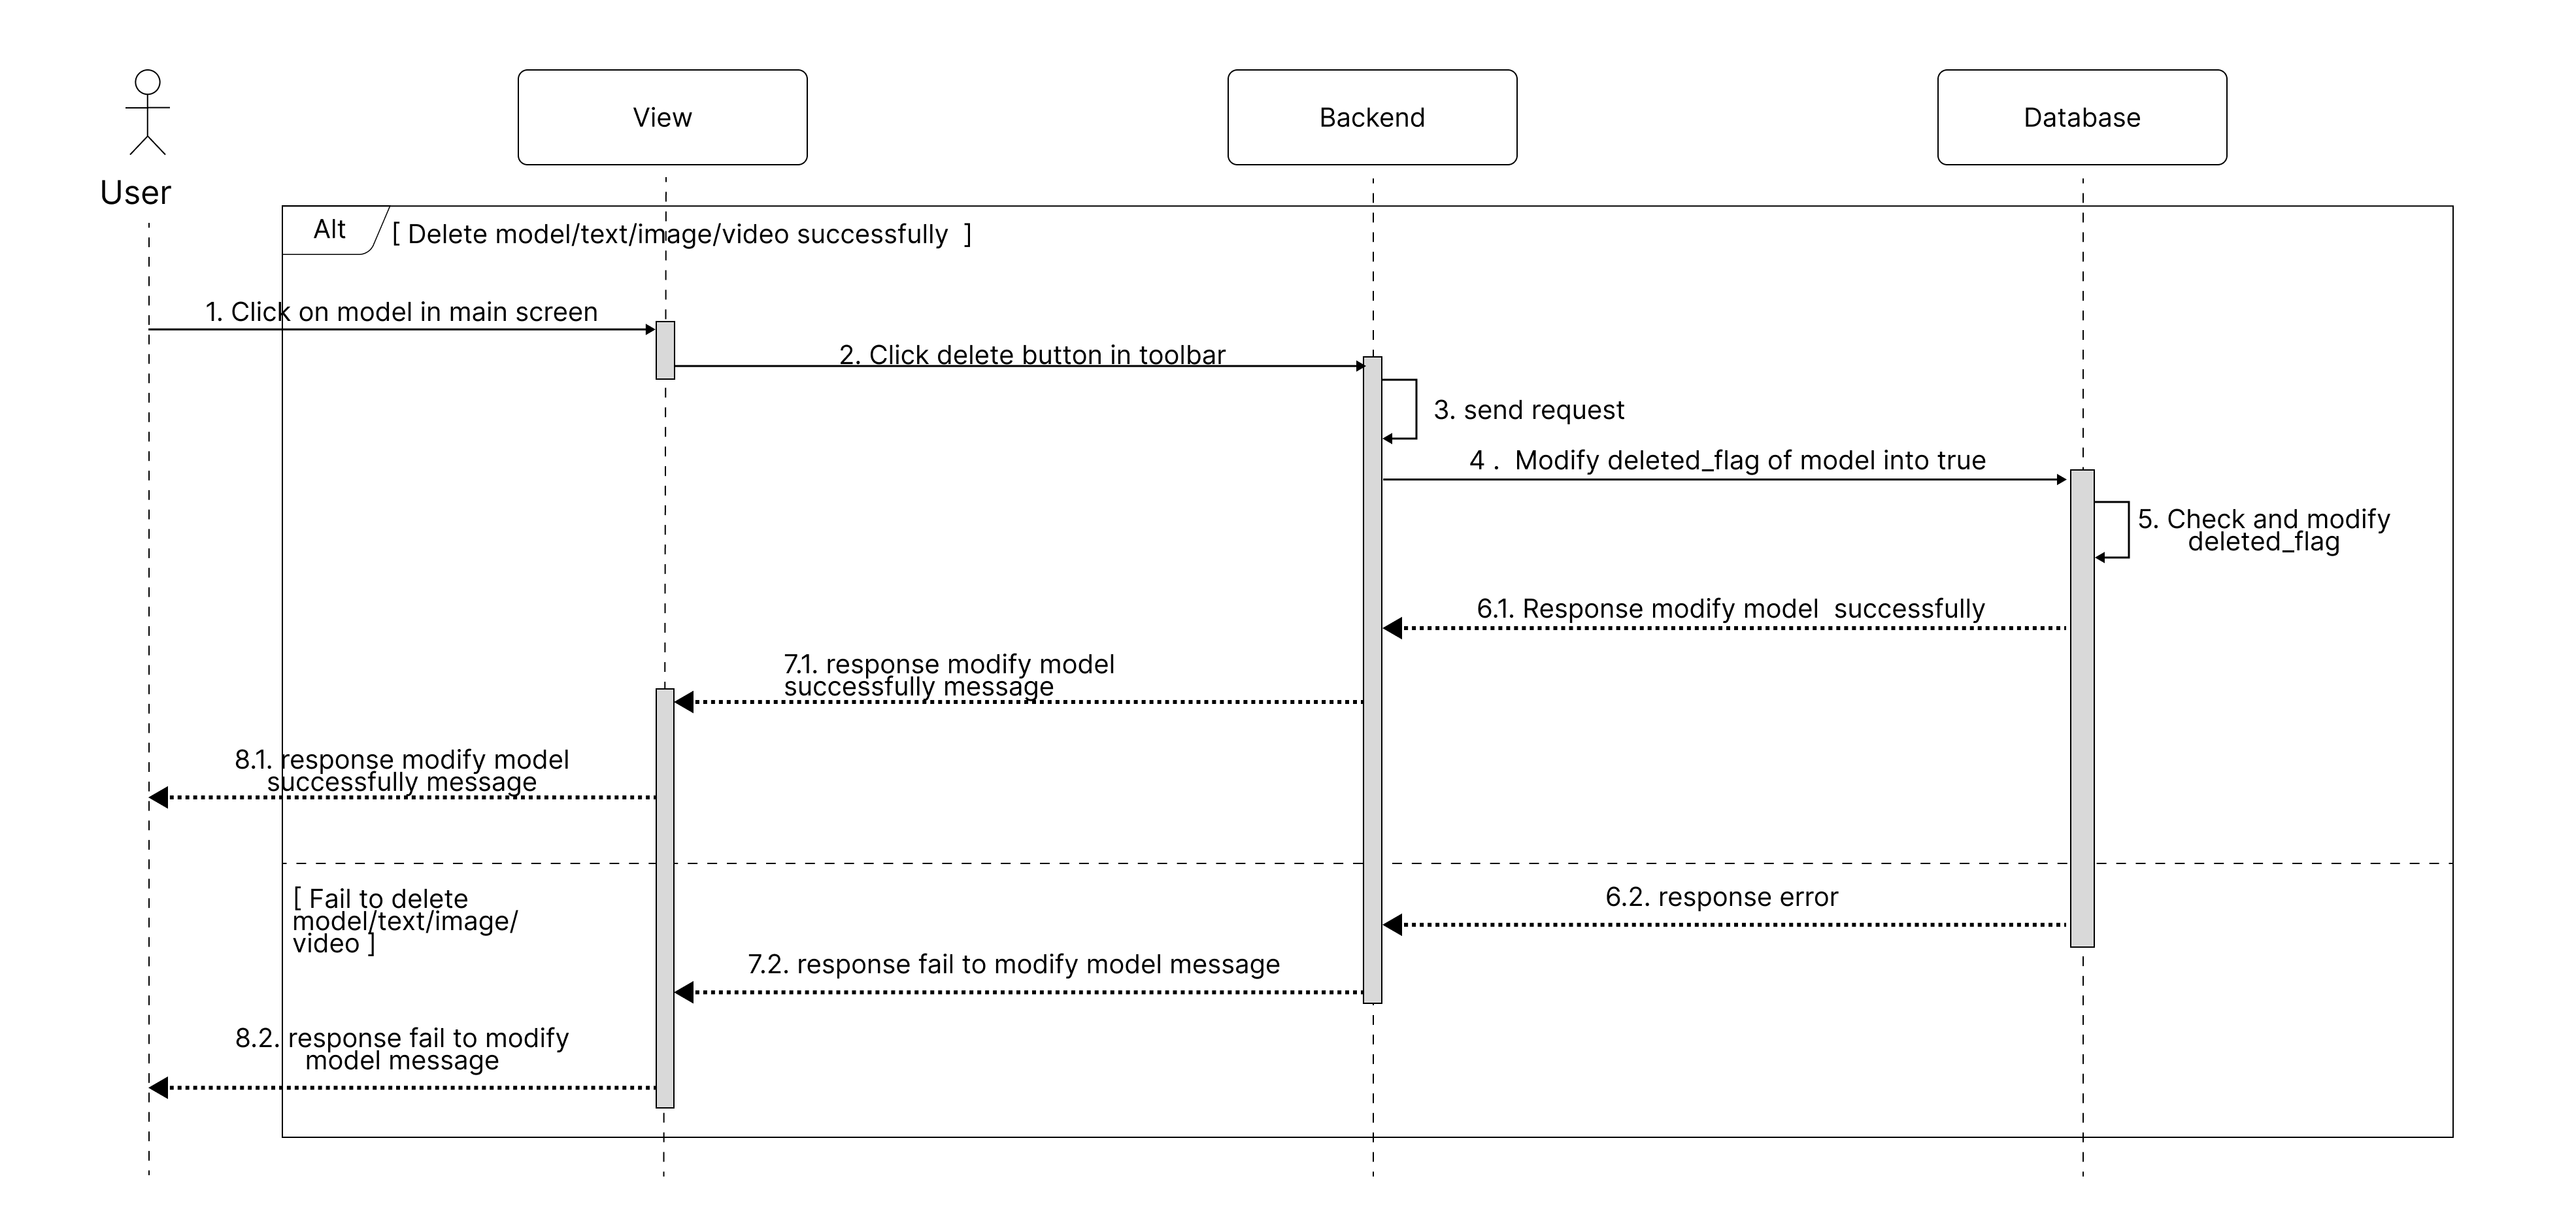 View
Backend
Database
User
Alt
[ Delete model/text/image/video successfully ]
1. Click on model in main screen
2. Click delete button in toolbar
3. send request
4 . Modify deleted_flag of model into true
5. Check and modify
deleted_flag
6.1. Response modify model successfully
7.1. response modify model
successfully message
8.1. response modify model
successfully message
[ Fail to delete
model/text/image/
video ]
6.2. response error
7.2. response fail to modify model message
8.2. response fail to modify
model message